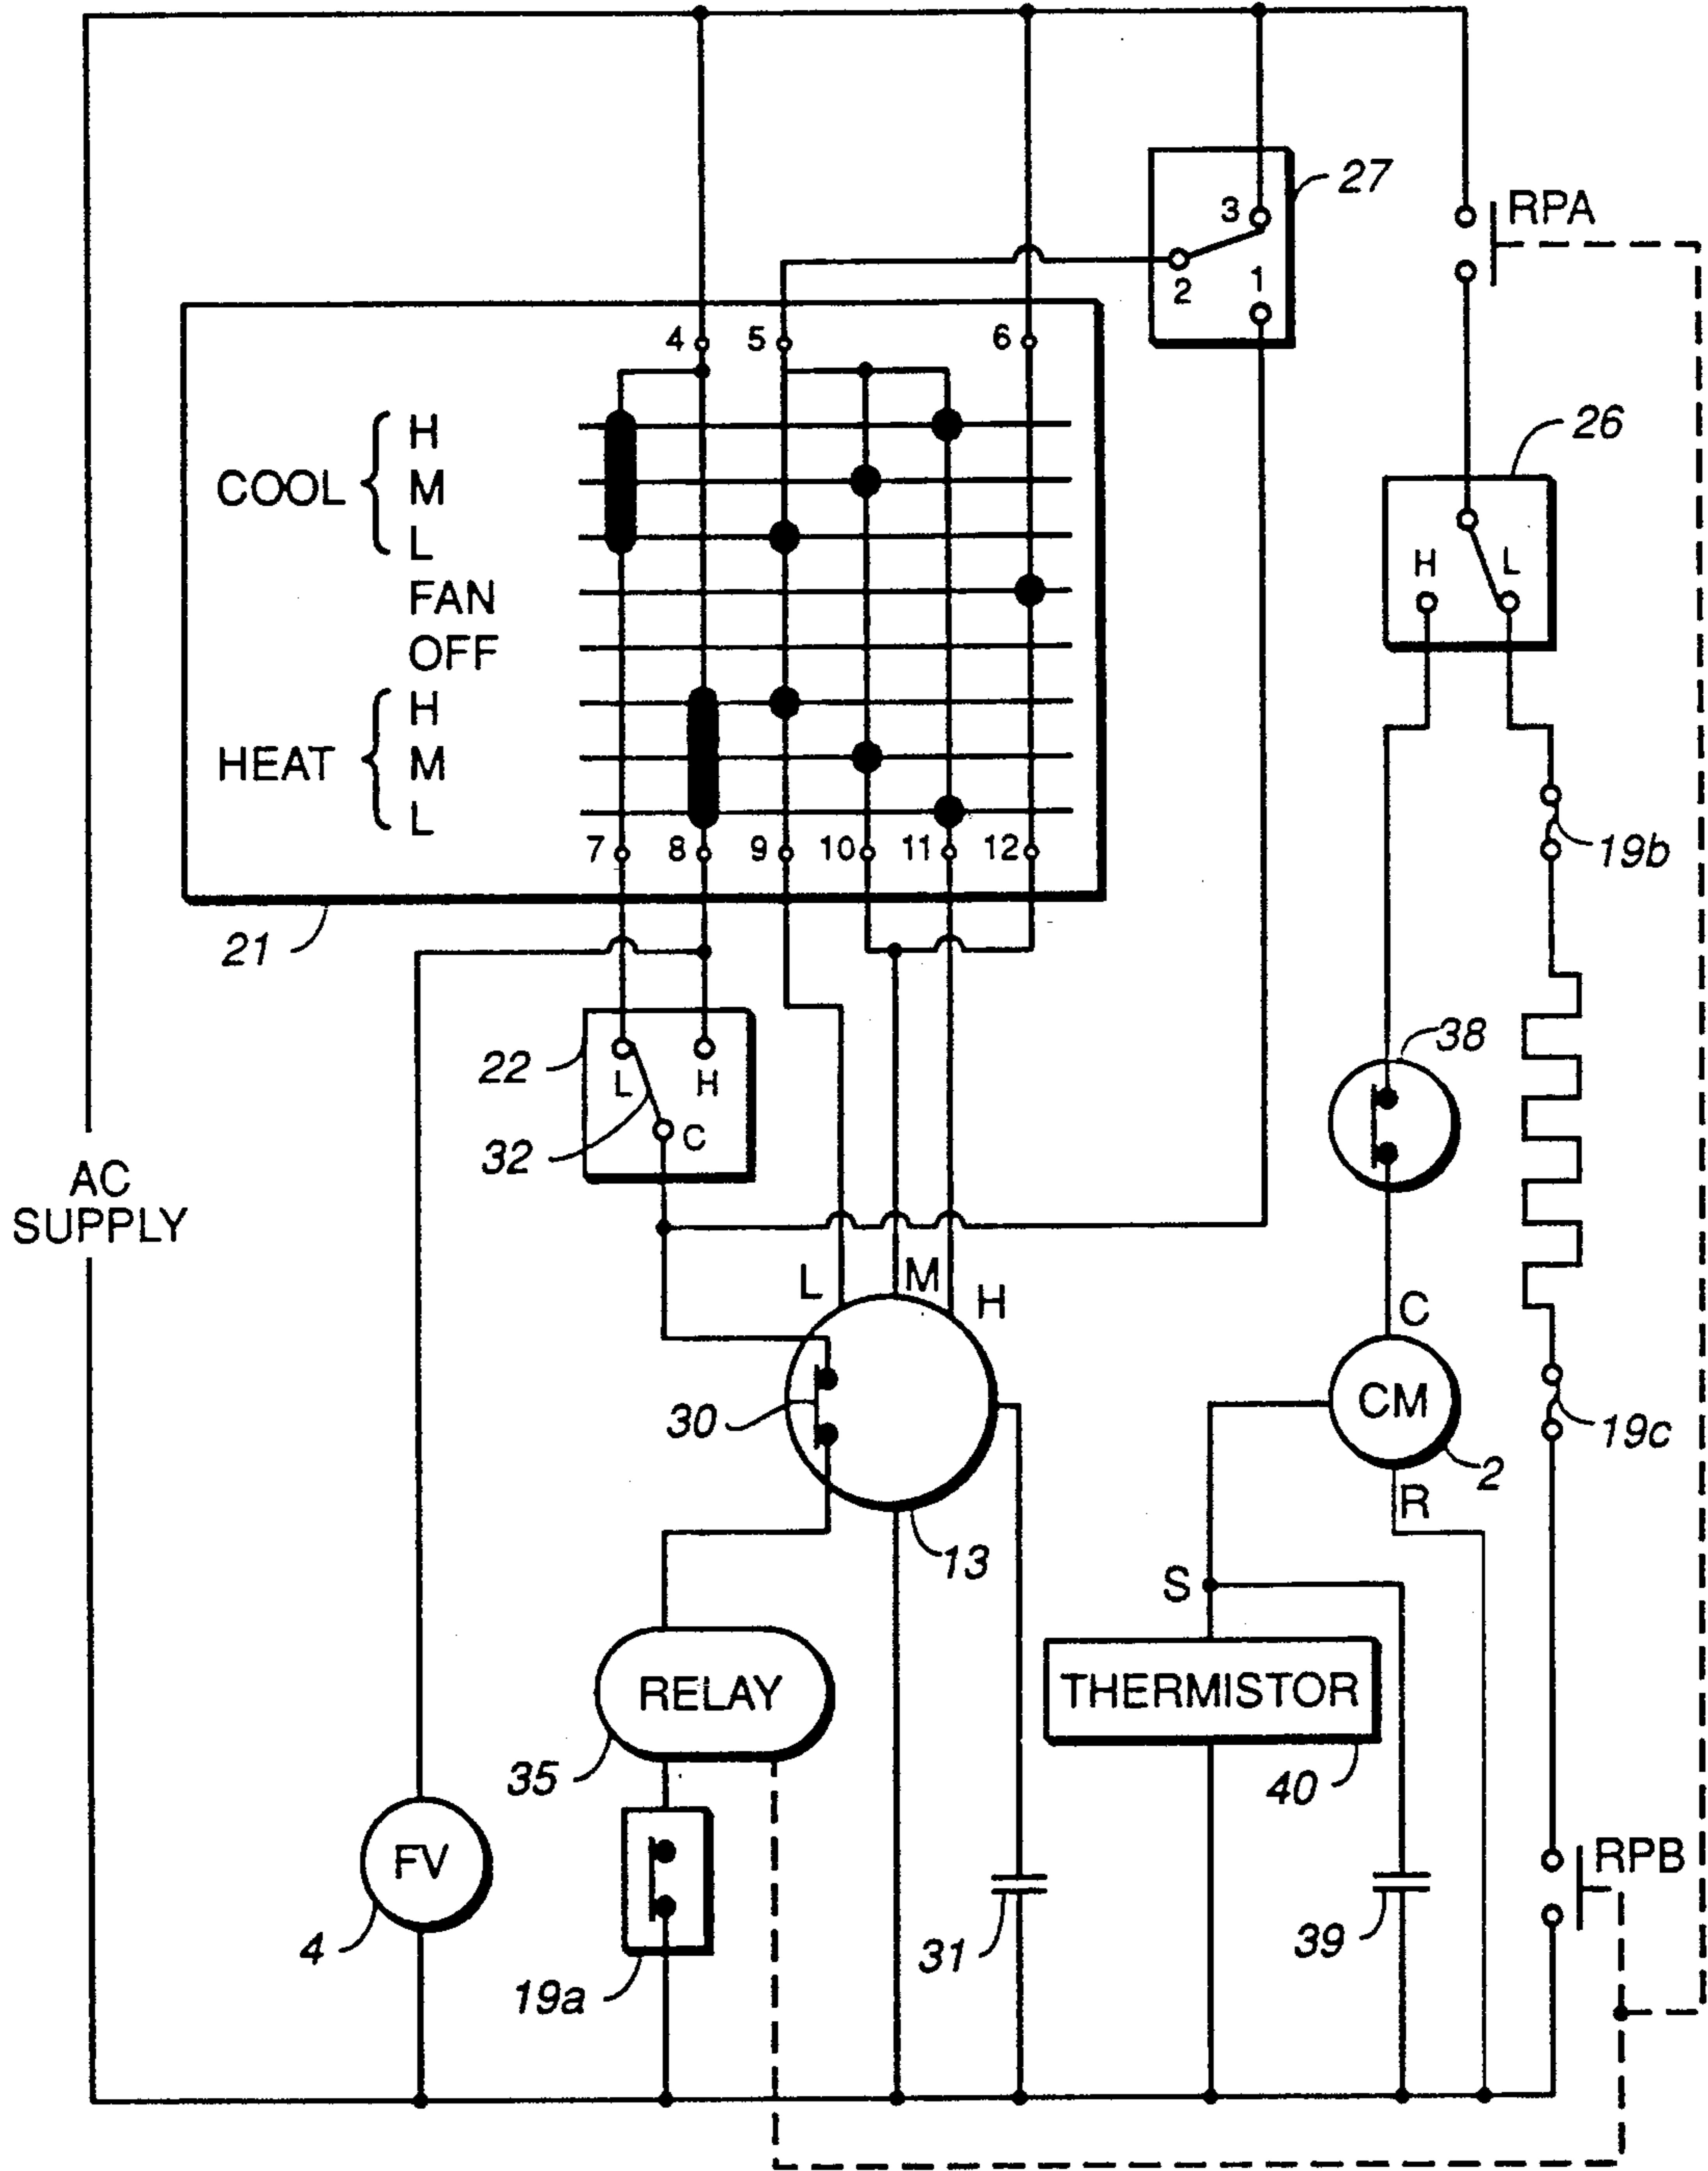 27
3
RPA
1
2
4 5 6
26
H
COOL { M
L
H L
FAN
OFF
H
HEAT { M
L
7 8 9 10 11 12
19b
21
38
22
L H
32 C
AC
SUPPLY
L M H
C
30
CM
19c
2
R
13
S
RELAY
THERMISTOR
35
40
FV
RPB
4
31
39
19a